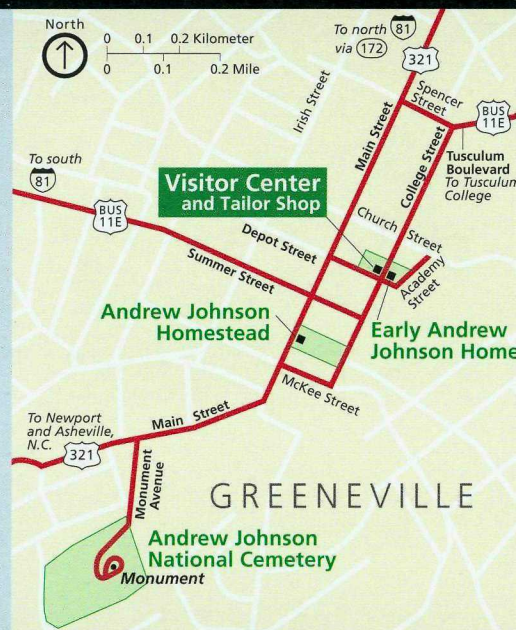 North
0 0.1 0.2 Kilometer
0 0.1 0.2 Mile
To north 81
via 172
321
Spencer
Street
BUS
11E
Irish Street
Main Street
College Street
Tusculum
Boulevard
To Tusculum
College
To south
81
BUS
11E
Visitor Center
and Tailor Shop
Church Street
Depot Street
Summer Street
Academy
Street
Andrew Johnson
Homestead
Early Andrew
Johnson Home
McKee Street
Main Street
To Newport
and Asheville,
N.C.
321
Monument
Avenue
GREENEVILLE
Andrew Johnson
National Cemetery
Monument